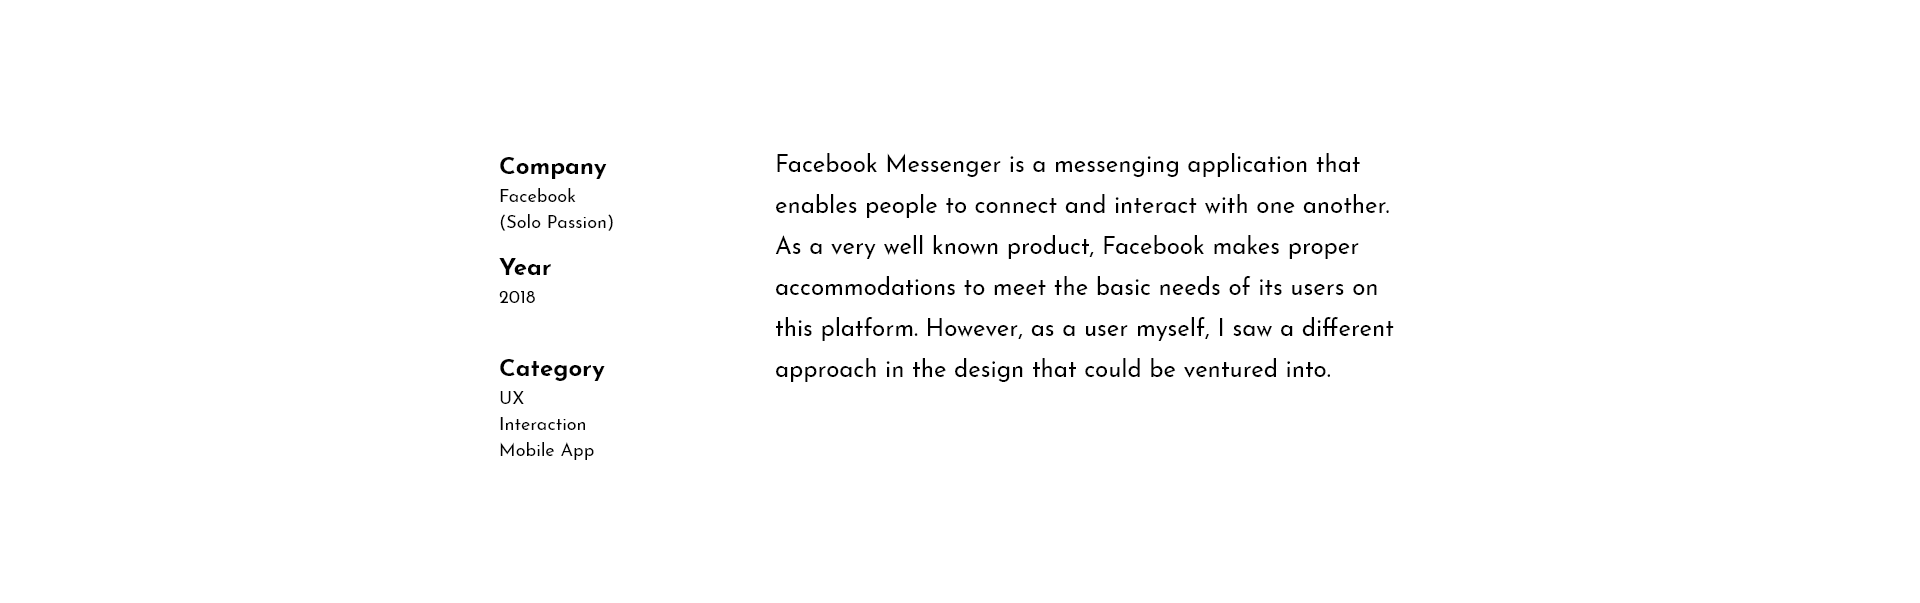 Company
Facebook
(Solo Passion)
Year
2018
Category
UX
Interaction
Mobile App
Facebook Messenger is a messenging application that
enables people to connect and interact with one another.
As a very well known product, Facebook makes proper
accommodations to meet the basic needs of its users on
this platform. However, as a user myself, I saw a different
approach in the design that could be ventured into.